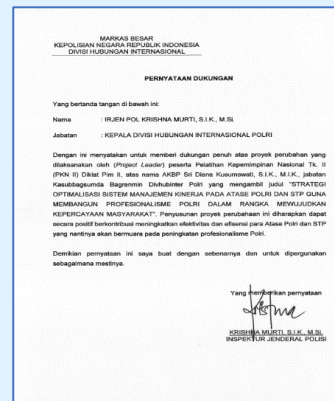 MARKAS BESAR
KEPOLISIAN NEGARA REPUBLIK INDONESIA
DIVISI HUBUNGAN INTERNASIONAL
PERNYATAAN DUKUNGAN
Yang bertanda tangan di bawah ini:
Nama : IRJEN POL KRISHNA MURTI, S.I.K., M.Si.
Jabatan : KEPALA DIVISI HUBUNGAN INTERNASIONAL POLRI
Dengan ini menyatakan untuk memberi dukungan penuh atas proyek perubahan yang
dilaksanakan oleh (Project Leader) peserta Pelatihan Kepemimpinan Nasional Tk. II
(PKN II) Diklat Pim II, atas nama AKBP Sri Diena Kusumawati, S.I.K., M.I.K., jabatan
Kasubbagsumda Bagrenmin Divhubinter Polri yang mengambil judul "STRATEGI
OPTIMALISASI SISTEM MANAJEMEN KINERJA PADA ATASE POLRI DAN STP GUNA
MEMBANGUN PROFESIONALISME POLRI DALAM RANGKA MEWUJUDKAN
KEPERCAYAAN MASYARAKAT". Penyusunan proyek perubahaan ini diharapkan dapat
secara positif berkontribusi meningkatkan efektivitas dan efisensi para Atase Polri dan STP
yang nantinya akan bermuara pada peningkatan profesionalisme Polri.
Demikian pernyataan ini saya buat dengan sebenarnya dan untuk dipergunakan
sebagaimana mestinya.
Yang memberikan pernyataan
KRISHNA MURTI, S.I.K., M.Si.
INSPEKTUR JENDERAL POLISI